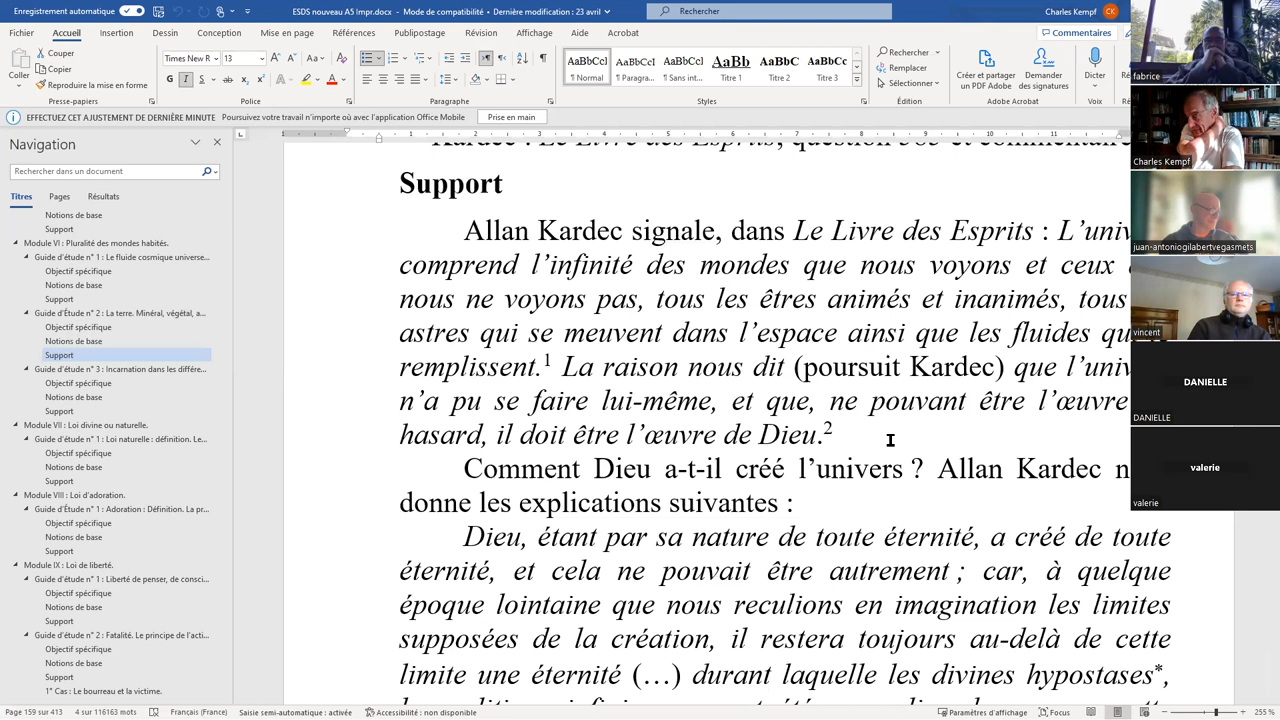 Enregistrement automatique
ESDS nouveau A5 Impr.docx - Mode de compatibilité • Dernière modification : 23 avril
Rechercher
Charles Kempf
CK
Fichier Accueil Insertion Dessin Conception Mise en page Références Publipostage Révision Affichage Aide Acrobat
Commentaires
Coller
Couper
Copier
Reproduire la mise en forme
Presse-papiers
Times New R
13
Police
Paragraphe
AaBbCcI
¶ Normal
AaBbCcI
¶ Paragra...
AaBbCcI
¶ Sans int...
AaBb
Titre 1
AaBbC
Titre 2
AaBbCc
Titre 3
Styles
Rechercher
Remplacer
Sélectionner
Édition
Créer et partager un PDF Adobe
Demander des signatures
Adobe Acrobat
Dicter
Voix
EFFECTUEZ CET AJUSTEMENT DE DERNIÈRE MINUTE Poursuivez votre travail n'importe où avec l'application Office Mobile
Prise en main
Navigation
Rechercher dans un document
Titres Pages Résultats
Notions de base
Support
Module VI : Pluralité des mondes habités.
Guide d'étude n° 1 : Le fluide cosmique universe...
Objectif spécifique
Notions de base
Support
Guide d'Étude n° 2 : La terre. Minéral, végétal, a...
Objectif spécifique
Notions de base
Support
Guide d'étude n° 3 : Incarnation dans les différe...
Objectif spécifique
Notions de base
Support
Module VII : Loi divine ou naturelle.
Guide d'étude n° 1 : Loi naturelle : définition. Le...
Objectif spécifique
Notions de base
Support
Module VIII : Loi d'adoration.
Guide d'étude n° 1 : Adoration : Définition. La pr...
Objectif spécifique
Notions de base
Support
Module IX : Loi de liberté.
Guide d'étude n° 1 : Liberté de penser, de consci...
Objectif spécifique
Notions de base
Support
Guide d'étude n° 2 : Fatalité. Le principe de l'acti...
Objectif spécifique
Notions de base
Support
1° Cas : Le bourreau et la victime.
Kardec : Le Livre des Esprits, question 585 et commentaire
Support
Allan Kardec signale, dans Le Livre des Esprits : L'univ
comprend l'infinité des mondes que nous voyons et ceux
nous ne voyons pas, tous les êtres animés et inanimés, tous
astres qui se meuvent dans l'espace ainsi que les fluides qu
remplissent.1 La raison nous dit (poursuit Kardec) que l'univ
n'a pu se faire lui-même, et que, ne pouvant être l'œuvre
hasard, il doit être l'œuvre de Dieu.2
Comment Dieu a-t-il créé l'univers ? Allan Kardec n
donne les explications suivantes :
Dieu, étant par sa nature de toute éternité, a créé de toute
éternité, et cela ne pouvait être autrement ; car, à quelque
époque lointaine que nous reculions en imagination les limites
supposées de la création, il restera toujours au-delà de cette
limite une éternité (…) durant laquelle les divines hypostases*,
fabrice
Charles Kempf
juan-antoniogilabertvegasmets
vincent
DANIELLE
DANIELLE
valerie
valerie
Page 159 sur 413 4 sur 116163 mots Français (France) Saisie semi-automatique : activée Accessibilité : non disponible
Paramètres d'affichage Focus 255 %